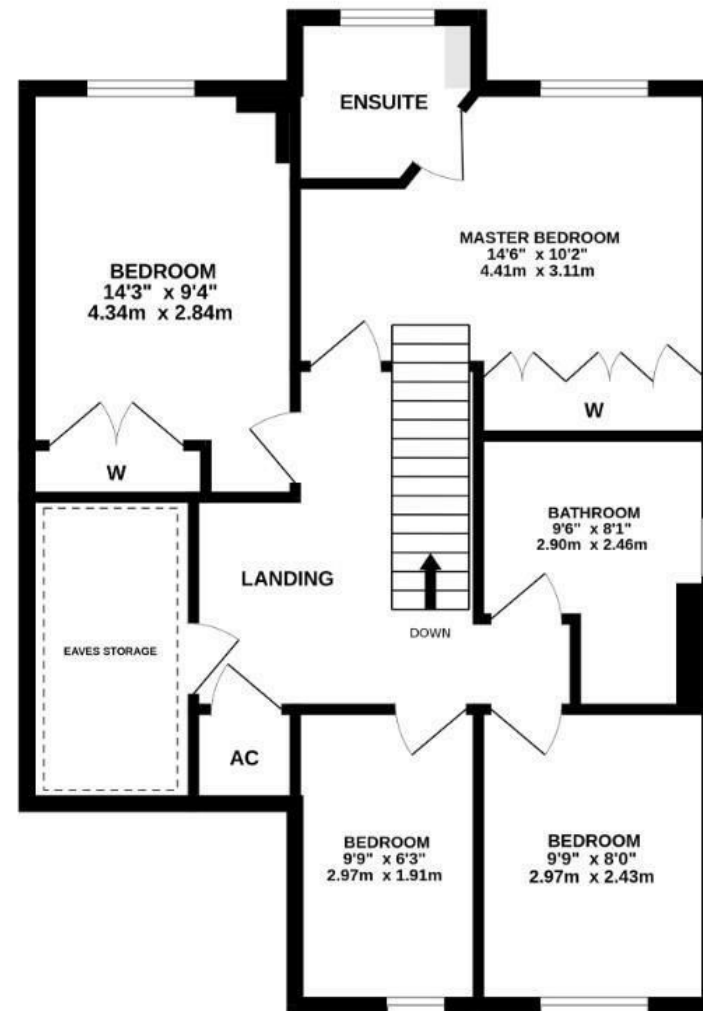 ENSUITE
BEDROOM
14'3" x 9'4"
4.34m x 2.84m
MASTER BEDROOM
14'6" x 10'2"
4.41m x 3.11m
W
W
BATHROOM
9'6" x 8'1"
2.90m x 2.46m
LANDING
DOWN
EAVES STORAGE
AC
BEDROOM
9'9" x 6'3"
2.97m x 1.91m
BEDROOM
9'9" x 8'0"
2.97m x 2.43m